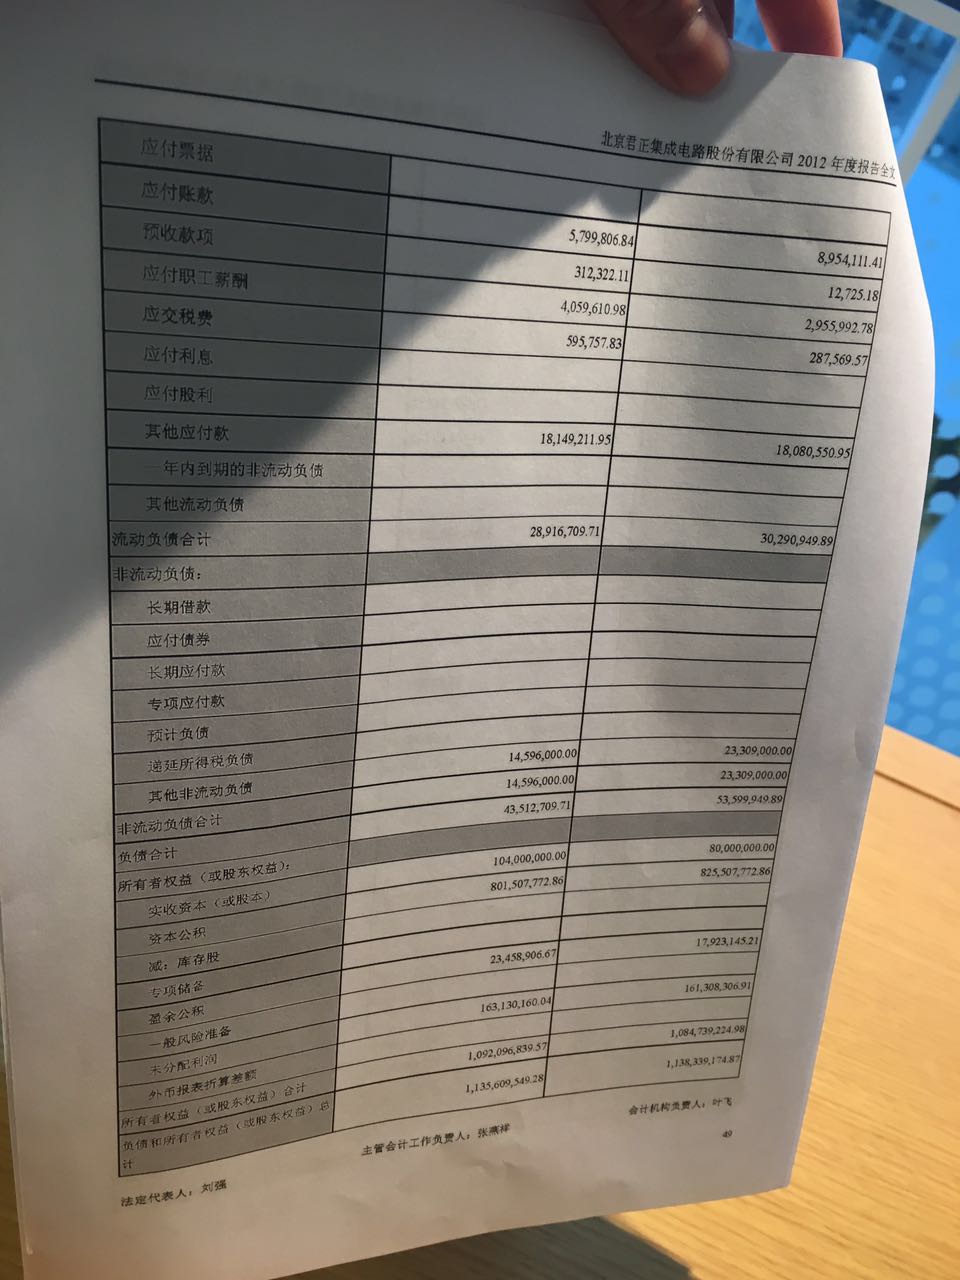 北京君正集成电路股份有限公司 2012 年度报告全文
应付票据
应付账款 5,799,806.84 8,954,111.41
预收款项 312,322.11 12,725.18
应付职工薪酬 4,059,610.98 2,955,992.78
应交税费 595,757.83 287,569.57
应付利息
应付股利
其他应付款 18,149,211.95 18,080,550.95
一年内到期的非流动负债
其他流动负债
流动负债合计 28,916,709.71 30,290,949.89
非流动负债：
长期借款
应付债券
长期应付款
专项应付款
预计负债
递延所得税负债
其他非流动负债 14,596,000.00 23,309,000.00
非流动负债合计 14,596,000.00 23,309,000.00
负债合计 43,512,709.71 53,599,949.89
所有者权益（或股东权益）：
实收资本（或股本） 104,000,000.00 80,000,000.00
资本公积 801,507,772.86 825,507,772.86
减：库存股
专项储备
盈余公积 23,458,906.67 17,923,145.21
一般风险准备
未分配利润 163,130,160.04 161,308,306.91
外币报表折算差额
所有者权益（或股东权益）合计 1,092,096,839.57 1,084,739,224.98
负债和所有者权益（或股东权益）总 1,135,609,549.28 1,138,339,174.87
计
法定代表人：刘强 主管会计工作负责人：张燕祥 会计机构负责人：叶飞
49